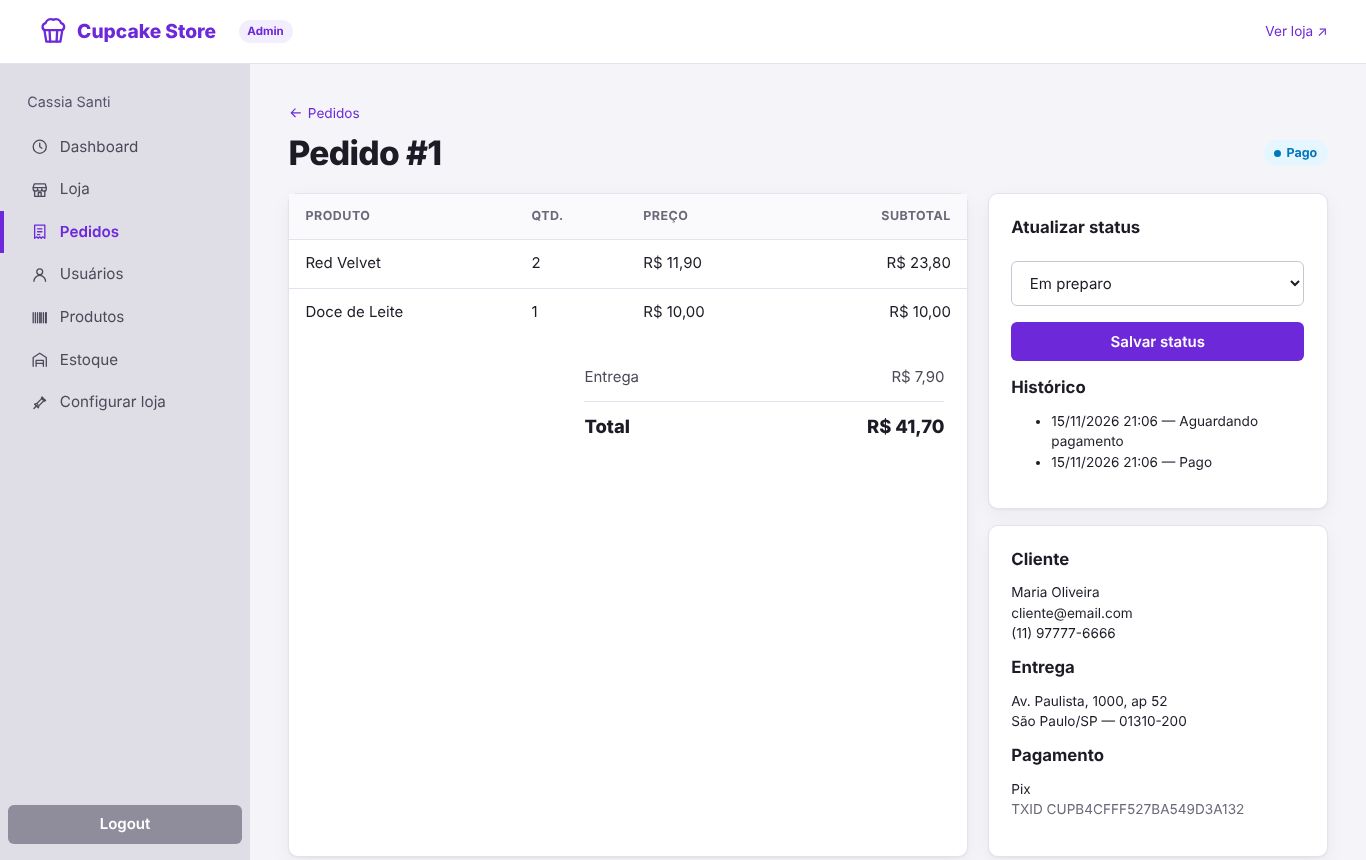 Cupcake Store Admin Ver loja ↗
Cassia Santi
Dashboard
Loja
Pedidos
Usuários
Produtos
Estoque
Configurar loja
Logout
← Pedidos
Pedido #1
Pago
PRODUTO QTD. PREÇO SUBTOTAL
Red Velvet 2 R$ 11,90 R$ 23,80
Doce de Leite 1 R$ 10,00 R$ 10,00
Entrega R$ 7,90
Total R$ 41,70
Atualizar status
Em preparo
Salvar status
Histórico
• 15/11/2026 21:06 — Aguardando
pagamento
• 15/11/2026 21:06 — Pago
Cliente
Maria Oliveira
cliente@email.com
(11) 97777-6666
Entrega
Av. Paulista, 1000, ap 52
São Paulo/SP — 01310-200
Pagamento
Pix
TXID CUPB4CFFF527BA549D3A132